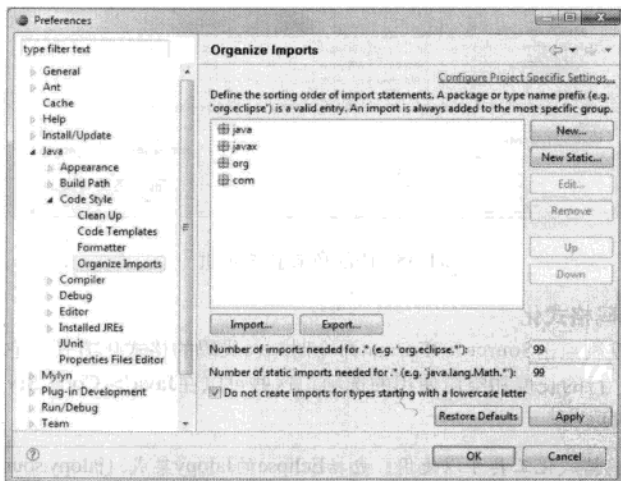 Preferences
type filter text
General
Ant
Cache
Help
Install/Update
Java
Appearance
Build Path
Code Style
Clean Up
Code Templates
Formatter
Organize Imports
Compiler
Debug
Editor
Installed JREs
JUnit
Properties Files Editor
Mylyn
Plug-in Development
Run/Debug
Team
Organize Imports
Configure Project Specific Settings...
Define the sorting order of import statements. A package or type name prefix (e.g.
'org.eclipse') is a valid entry. An import is always added to the most specific group.
java
javax
org
com
New...
New Static...
Edit...
Remove
Up
Down
Import...
Export...
Number of imports needed for .* (e.g. 'org.eclipse.*'): 99
Number of static imports needed for .* (e.g. 'java.lang.Math.*'): 99
Do not create imports for types starting with a lowercase letter
Restore Defaults
Apply
OK
Cancel